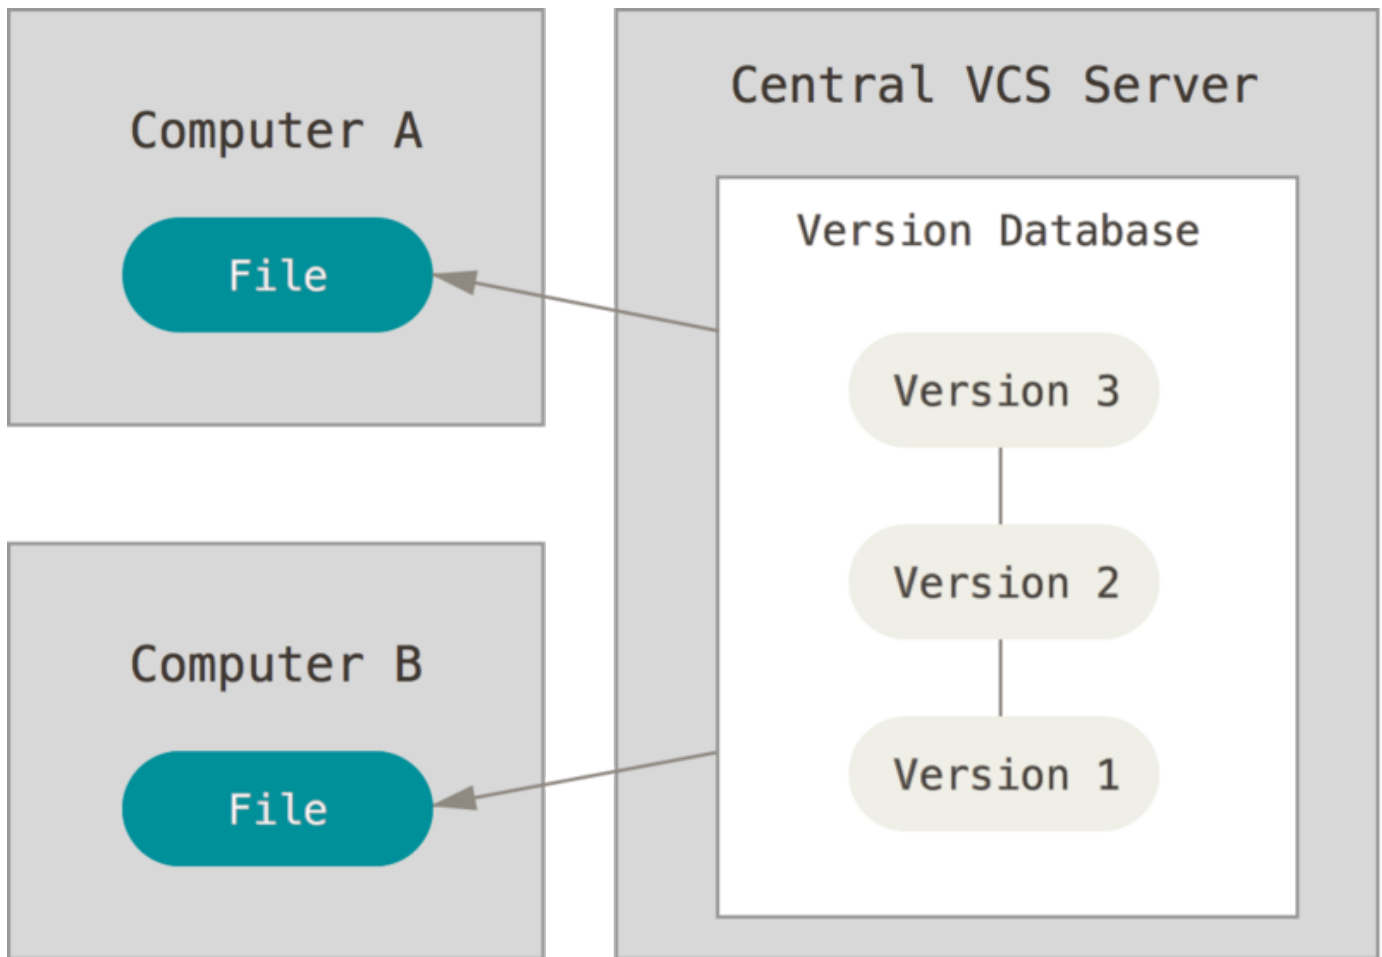 Computer A
File
Computer B
File
Central VCS Server
Version Database
Version 3
Version 2
Version 1